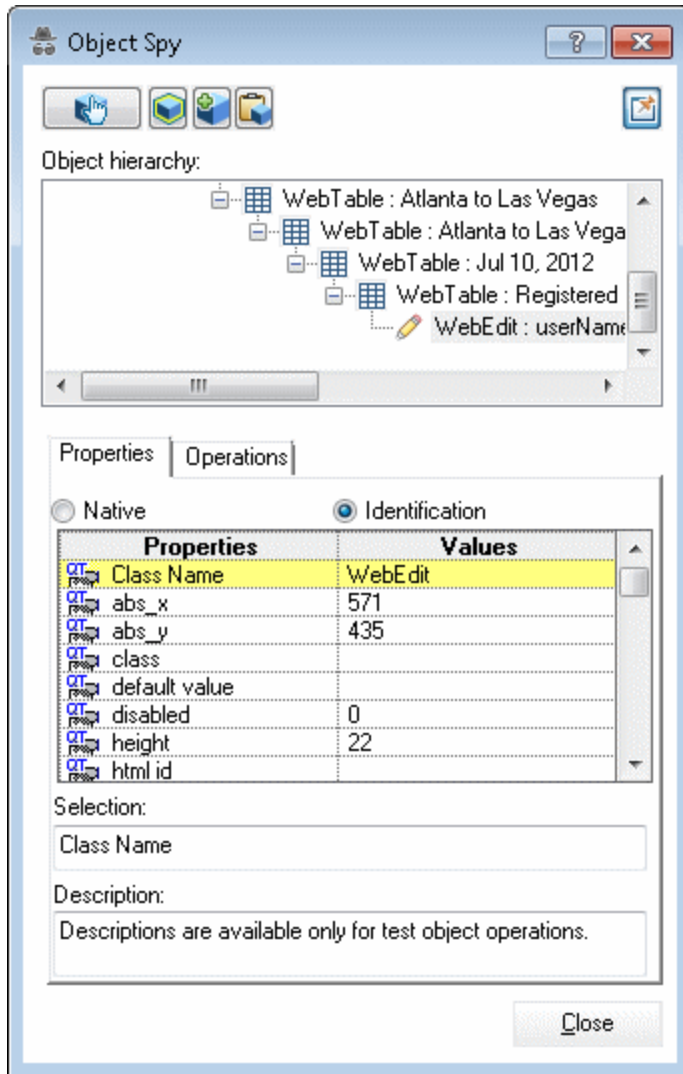 Object Spy
Object hierarchy:
WebTable : Atlanta to Las Vegas
WebTable : Atlanta to Las Vega
WebTable : Jul 10, 2012
WebTable : Registered
WebEdit : userName
Properties Operations
Native Identification
Properties Values
Class Name WebEdit
abs_x 571
abs_y 435
class
default value
disabled 0
height 22
html id
Selection:
Class Name
Description:
Descriptions are available only for test object operations.
Close